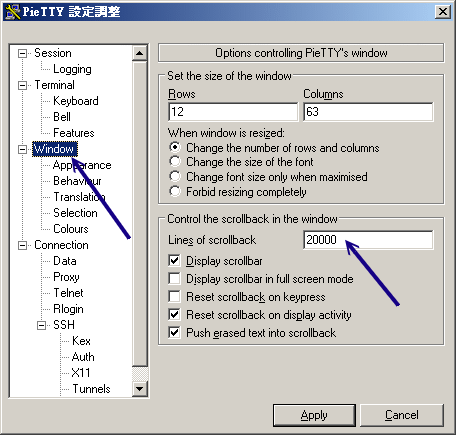 PieTTY 設定調整
Session
Logging
Terminal
Keyboard
Bell
Features
Window
Appearance
Behaviour
Translation
Selection
Colours
Connection
Data
Proxy
Telnet
Rlogin
SSH
Kex
Auth
X11
Tunnels
Options controlling PieTTY's window
Set the size of the window
Rows Columns
12 63
When window is resized:
Change the number of rows and columns
Change the size of the font
Change font size only when maximised
Forbid resizing completely
Control the scrollback in the window
Lines of scrollback 20000
Display scrollbar
Display scrollbar in full screen mode
Reset scrollback on keypress
Reset scrollback on display activity
Push erased text into scrollback
Apply Cancel